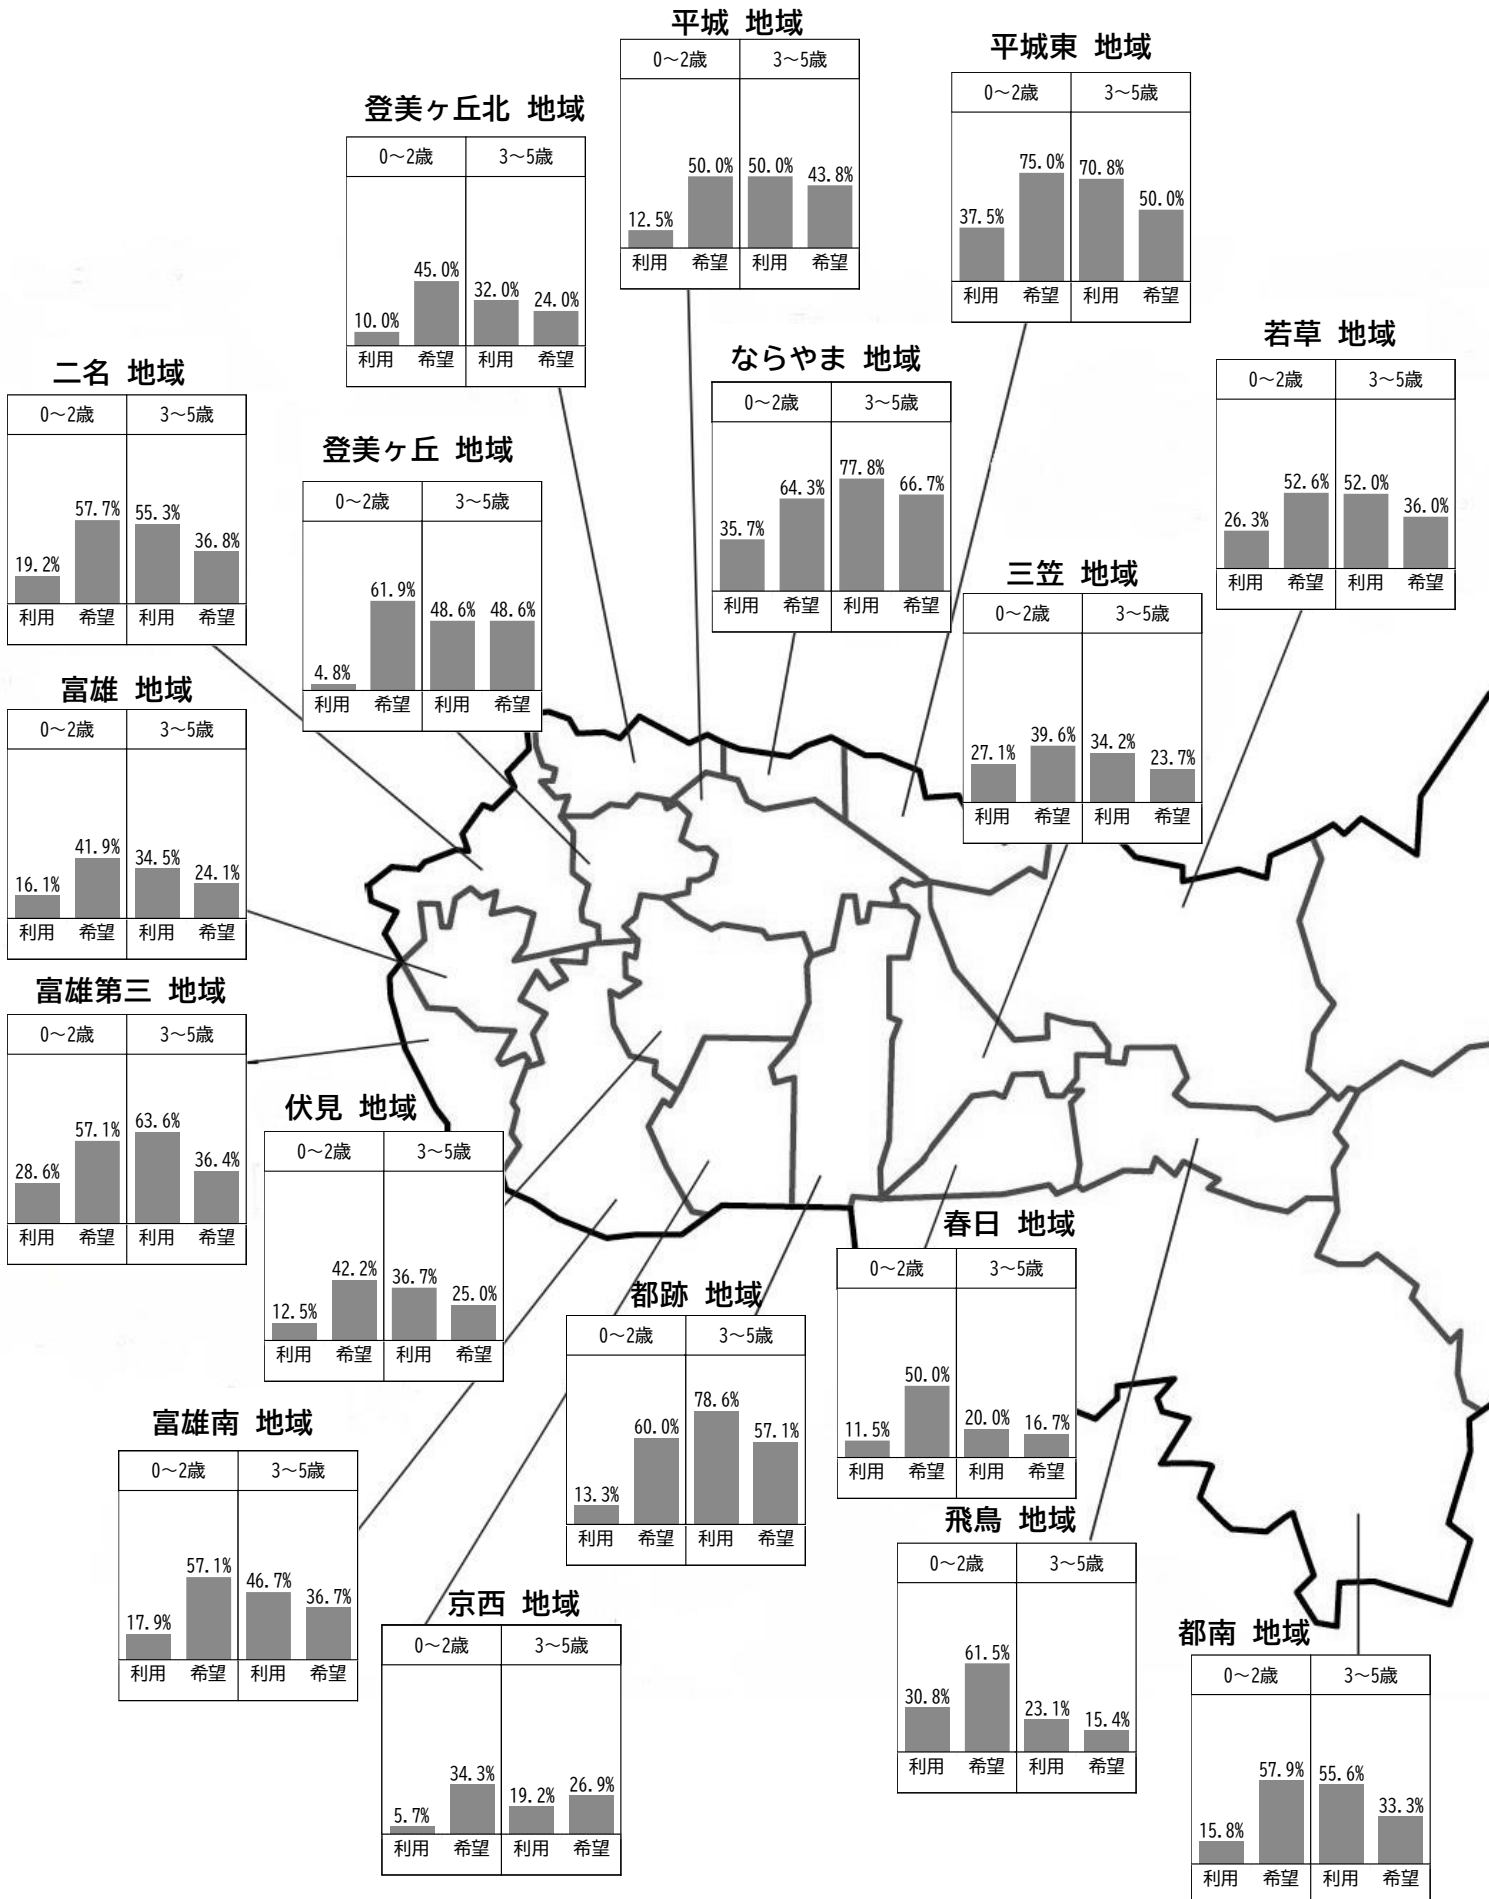 平城 地域
0～2歳 3～5歳
12.5% 50.0% 50.0% 43.8%
利用 希望 利用 希望
平城東 地域
0～2歳 3～5歳
37.5% 75.0% 70.8% 50.0%
利用 希望 利用 希望
登美ヶ丘北 地域
0～2歳 3～5歳
10.0% 45.0% 32.0% 24.0%
利用 希望 利用 希望
若草 地域
0～2歳 3～5歳
26.3% 52.6% 52.0% 36.0%
利用 希望 利用 希望
ならやま 地域
0～2歳 3～5歳
35.7% 64.3% 77.8% 66.7%
利用 希望 利用 希望
二名 地域
0～2歳 3～5歳
19.2% 57.7% 55.3% 36.8%
利用 希望 利用 希望
登美ヶ丘 地域
0～2歳 3～5歳
4.8% 61.9% 48.6% 48.6%
利用 希望 利用 希望
三笠 地域
0～2歳 3～5歳
27.1% 39.6% 34.2% 23.7%
利用 希望 利用 希望
富雄 地域
0～2歳 3～5歳
16.1% 41.9% 34.5% 24.1%
利用 希望 利用 希望
富雄第三 地域
0～2歳 3～5歳
28.6% 57.1% 63.6% 36.4%
利用 希望 利用 希望
伏見 地域
0～2歳 3～5歳
12.5% 42.2% 36.7% 25.0%
利用 希望 利用 希望
春日 地域
0～2歳 3～5歳
11.5% 50.0% 20.0% 16.7%
利用 希望 利用 希望
都跡 地域
0～2歳 3～5歳
13.3% 60.0% 78.6% 57.1%
利用 希望 利用 希望
富雄南 地域
0～2歳 3～5歳
17.9% 57.1% 46.7% 36.7%
利用 希望 利用 希望
飛鳥 地域
0～2歳 3～5歳
30.8% 61.5% 23.1% 15.4%
利用 希望 利用 希望
京西 地域
0～2歳 3～5歳
5.7% 34.3% 19.2% 26.9%
利用 希望 利用 希望
都南 地域
0～2歳 3～5歳
15.8% 57.9% 55.6% 33.3%
利用 希望 利用 希望